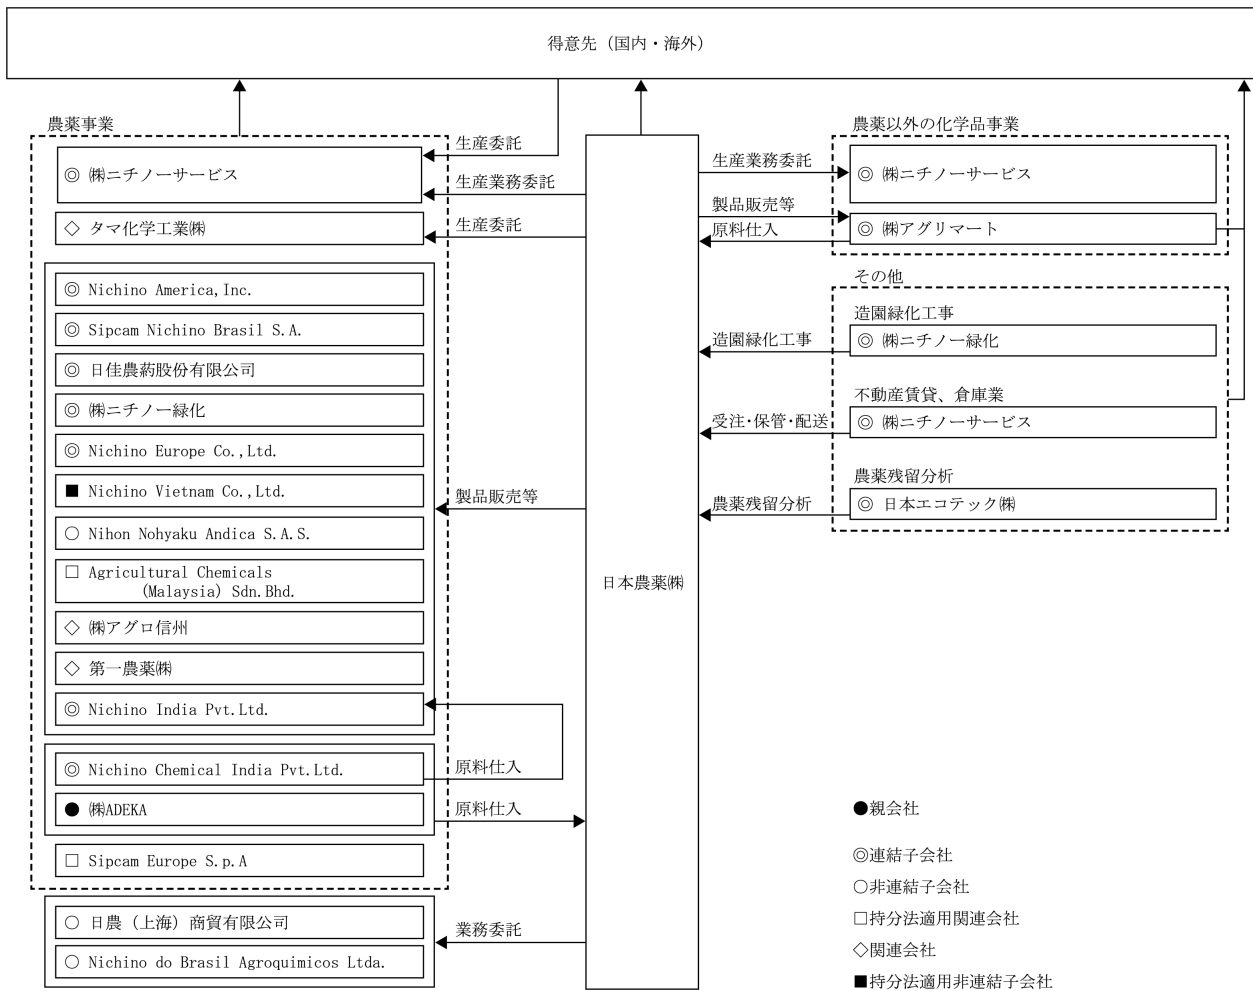 得意先（国内・海外）
農薬事業
◎ ㈱ニチノーサービス
◇ タマ化学工業㈱
◎ Nichino America,Inc.
◎ Sipcam Nichino Brasil S.A.
◎ 日佳農葯股份有限公司
◎ ㈱ニチノー緑化
◎ Nichino Europe Co.,Ltd.
■ Nichino Vietnam Co.,Ltd.
○ Nihon Nohyaku Andica S.A.S.
□ Agricultural Chemicals
(Malaysia) Sdn.Bhd.
◇ ㈱アグロ信州
◇ 第一農薬㈱
◎ Nichino India Pvt.Ltd.
◎ Nichino Chemical India Pvt.Ltd.
● ㈱ADEKA
□ Sipcam Europe S.p.A
○ 日農（上海）商貿有限公司
○ Nichino do Brasil Agroquimicos Ltda.
生産委託
生産業務委託
生産委託
製品販売等
原料仕入
原料仕入
業務委託
日本農薬㈱
生産業務委託
製品販売等
原料仕入
造園緑化工事
受注・保管・配送
農薬残留分析
農薬以外の化学品事業
◎ ㈱ニチノーサービス
◎ ㈱アグリマート
その他
造園緑化工事
◎ ㈱ニチノー緑化
不動産賃貸、倉庫業
◎ ㈱ニチノーサービス
農薬残留分析
◎ 日本エコテック㈱
●親会社
◎連結子会社
○非連結子会社
□持分法適用関連会社
◇関連会社
■持分法適用非連結子会社